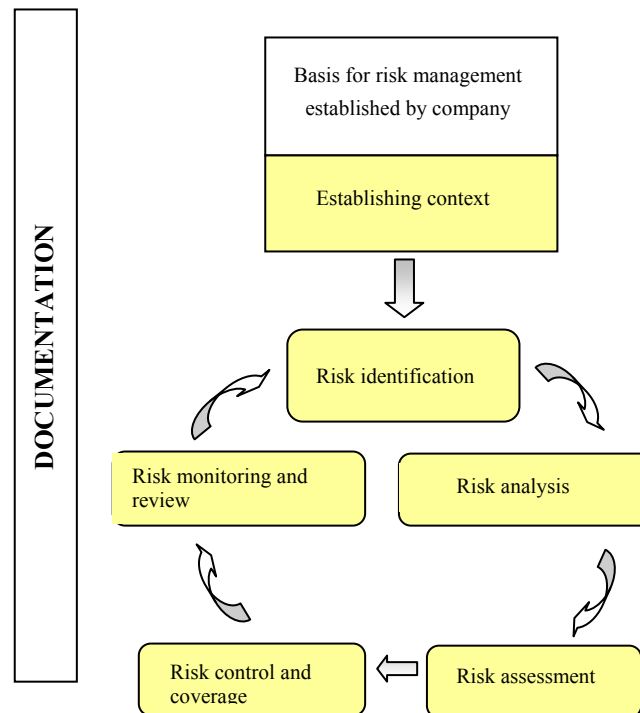 DOCUMENTATION
Basis for risk management
established by company
Establishing context
Risk identification
Risk monitoring and
review
Risk analysis
Risk control and
coverage
Risk assessment